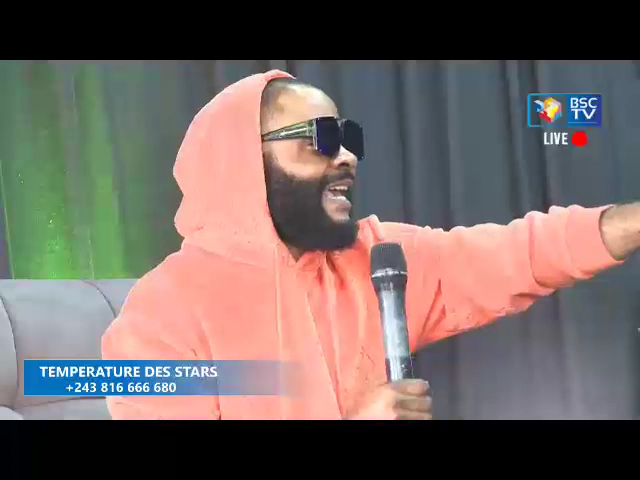 BSC
TV
LIVE
TEMPERATURE DES STARS
+243 816 666 680